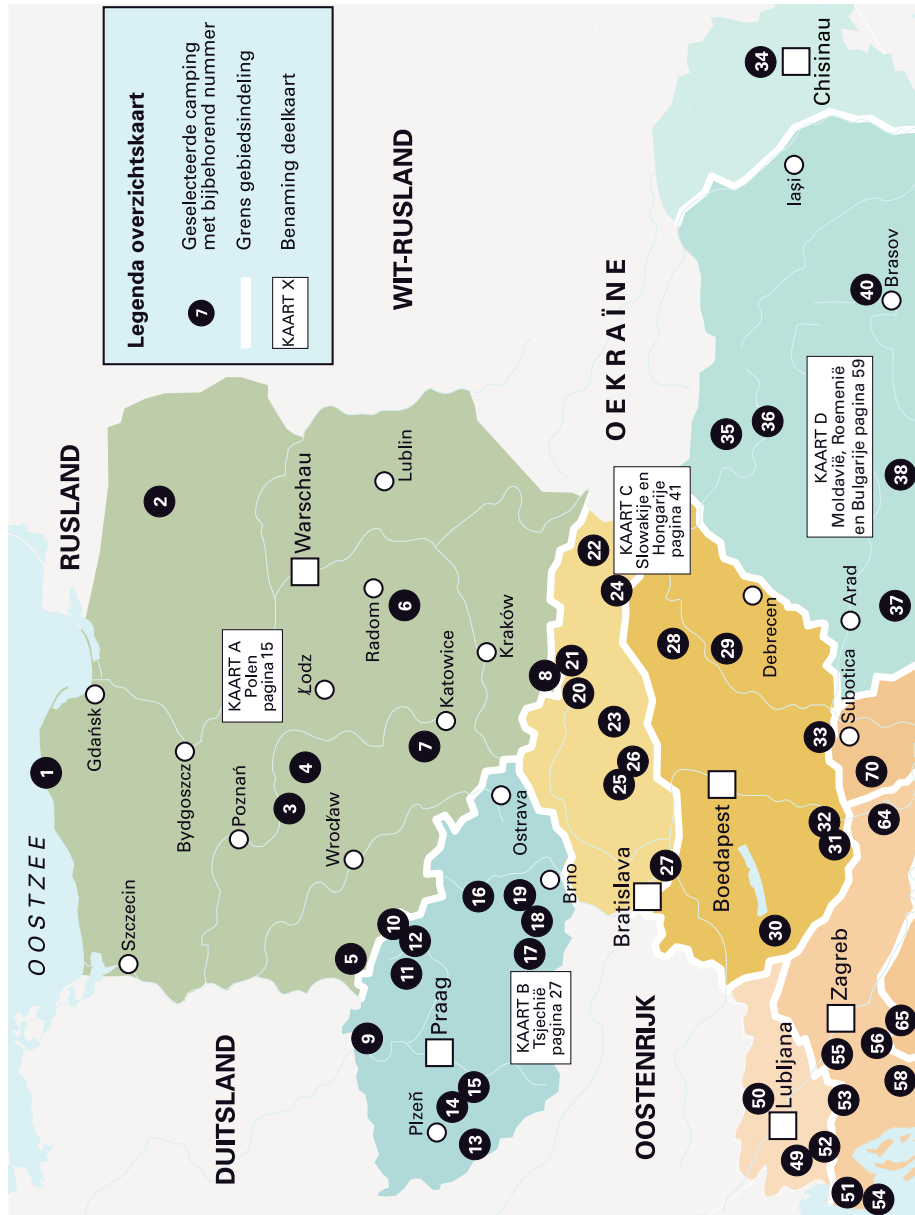 Legenda overzichtskaart
7
Geselecteerde camping
met bijbehorend nummer
Grens gebiedsindeling
KAART X
Benaming deelkaart
OOSTZEE
RUSLAND
WIT-RUSLAND
OEKRAÏNE
DUITSLAND
OOSTENRIJK
1
Gdańsk
2
Szczecin
Bydgoszcz
KAART A
Polen
pagina 15
Poznań
Warschau
3
4
Łodz
Radom
6
Lublin
Wrocław
5
7
Katowice
Kraków
9
10
11
12
Praag
Plzeň
14
15
13
16
Ostrava
19
18
17
Brno
KAART B
Tsjechië
pagina 27
8
21
20
22
24
23
26
25
KAART C
Slowakije en
Hongarije
pagina 41
Bratislava
27
28
29
Boedapest
Debrecen
30
31
32
33
Subotica
70
64
34
Chisinau
Iași
40
Brasov
35
36
KAART D
Moldavië, Roemenië
en Bulgarije pagina 59
38
Arad
37
50
Lubljana
49
52
51
54
53
55
Zagreb
56
65
58